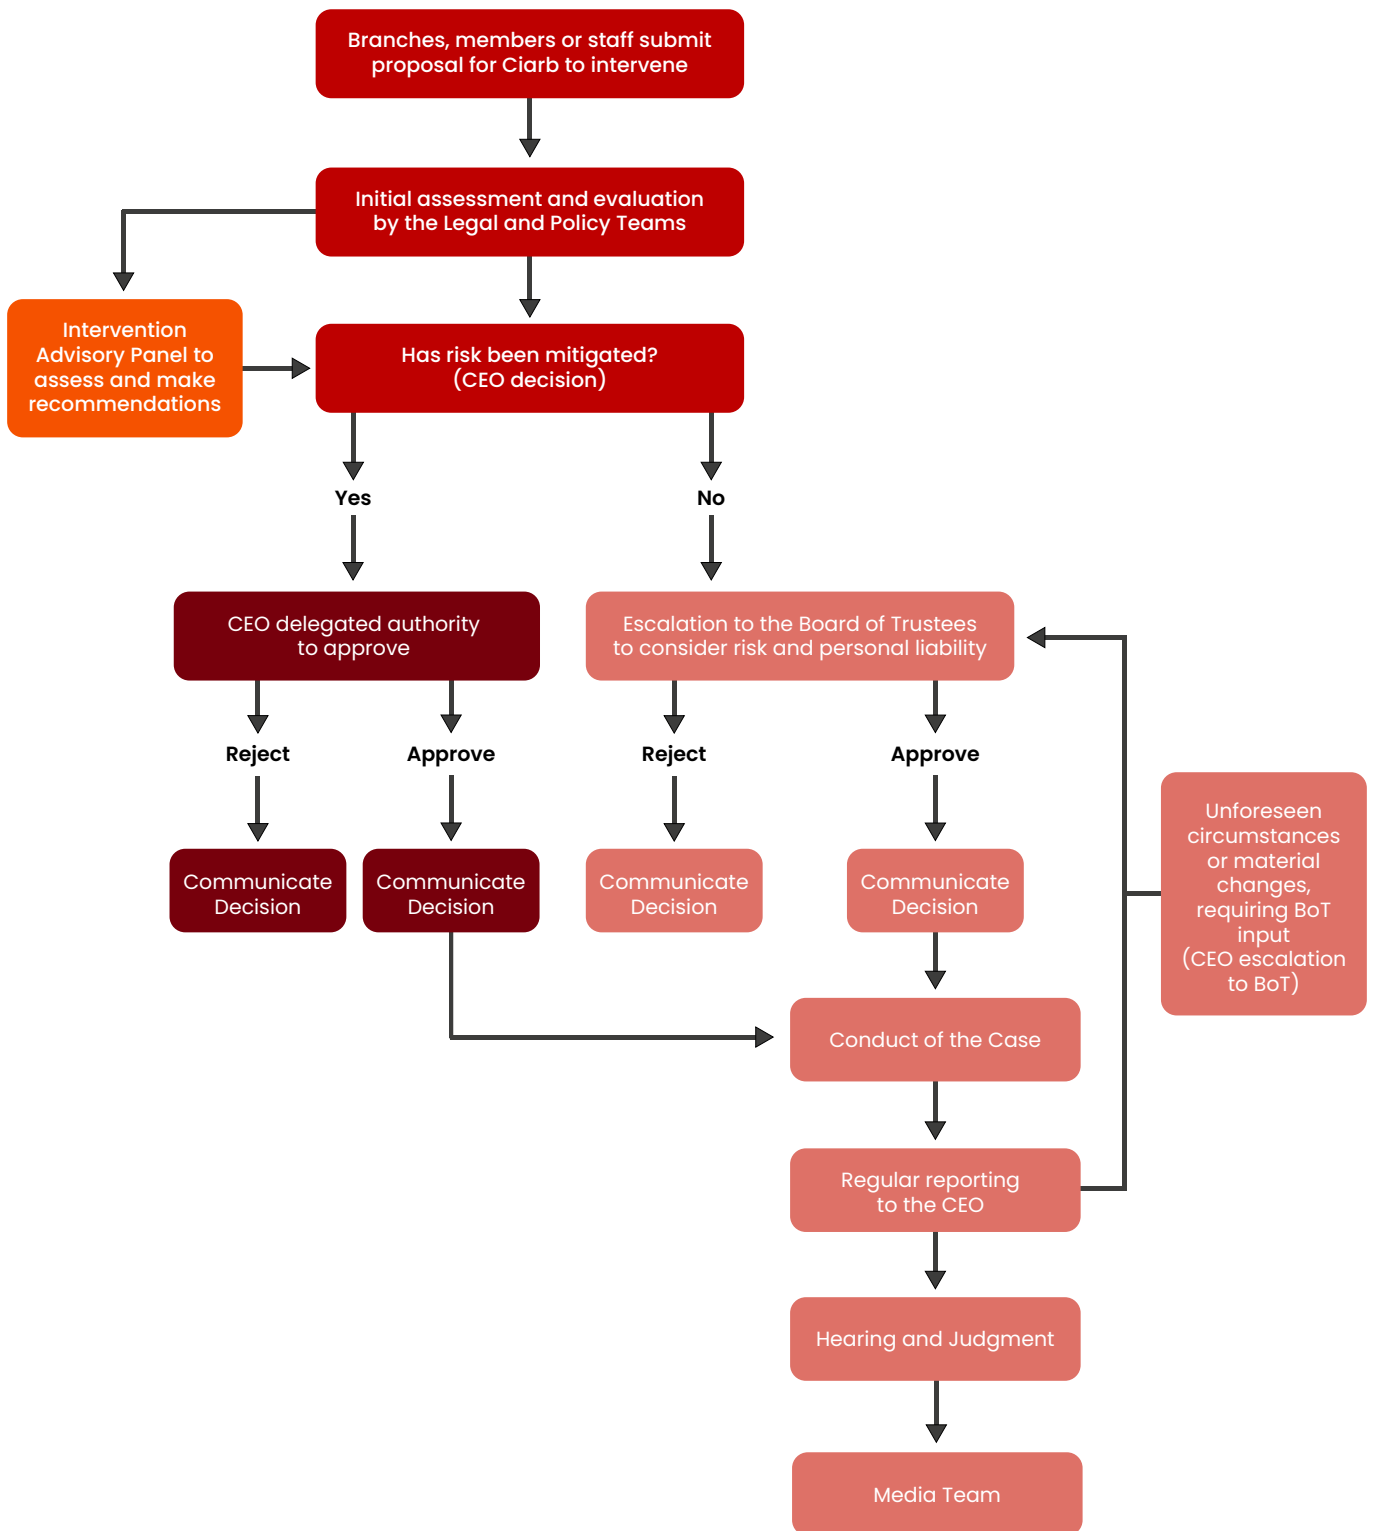 Branches, members or staff submit
proposal for Ciarb to intervene
Initial assessment and evaluation
by the Legal and Policy Teams
Intervention
Advisory Panel to
assess and make
recommendations
Has risk been mitigated?
(CEO decision)
Yes
No
CEO delegated authority
to approve
Escalation to the Board of Trustees
to consider risk and personal liability
Reject
Approve
Reject
Approve
Communicate
Decision
Communicate
Decision
Communicate
Decision
Communicate
Decision
Unforeseen
circumstances
or material
changes,
requiring BoT
input
(CEO escalation
to BoT)
Conduct of the Case
Regular reporting
to the CEO
Hearing and Judgment
Media Team